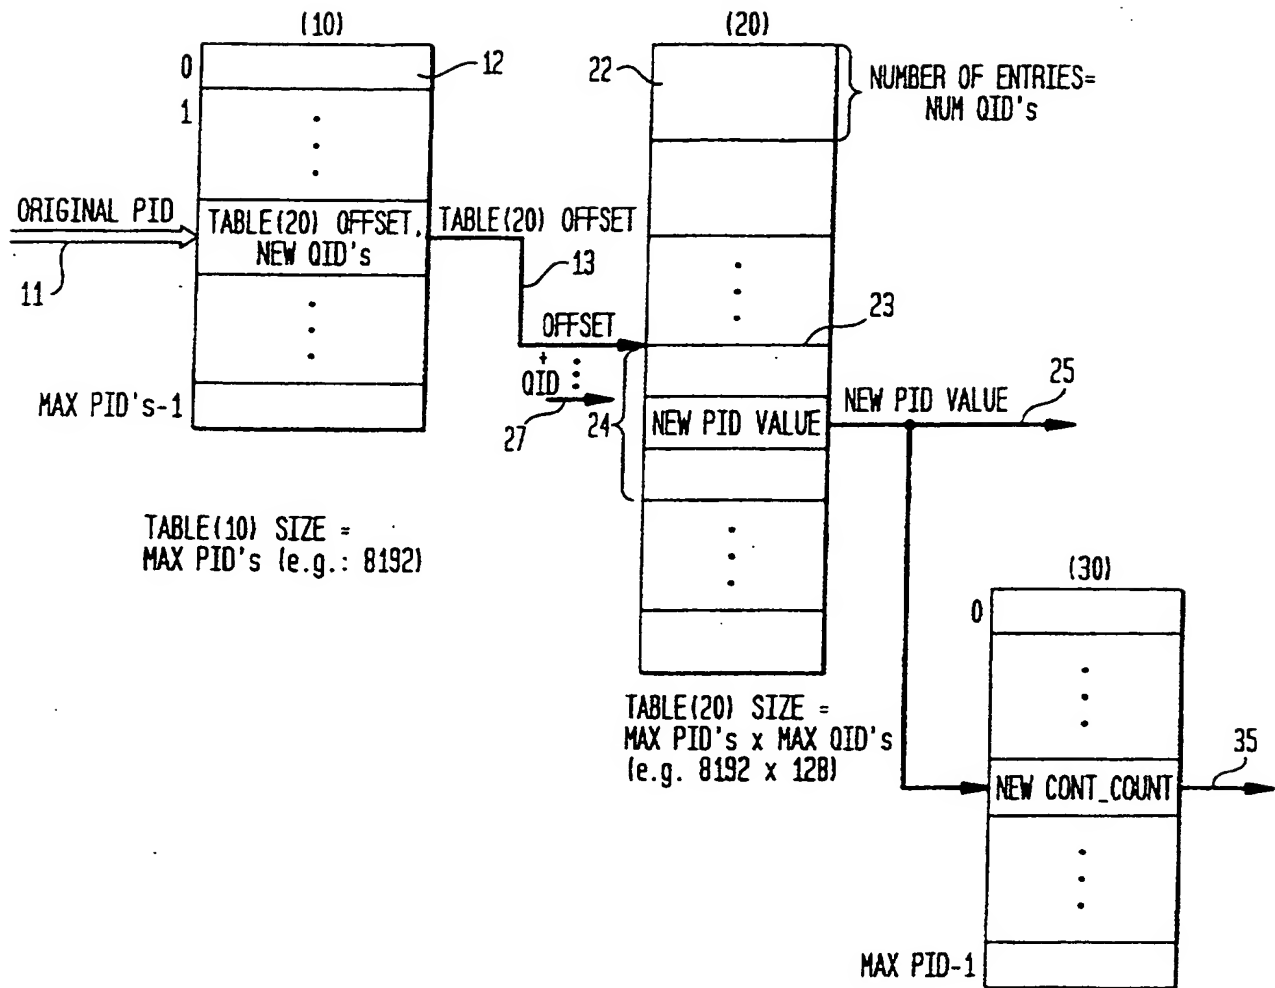 (10)
0
12
1
ORIGINAL PID
11
TABLE(20) OFFSET,
NEW QID's
TABLE(20) OFFSET
13
MAX PID's-1
TABLE(10) SIZE =
MAX PID's (e.g.: 8192)
(20)
22
NUMBER OF ENTRIES=
NUM QID's
OFFSET
+
QID
27
23
24
NEW PID VALUE
NEW PID VALUE
25
TABLE(20) SIZE =
MAX PID's x MAX QID's
(e.g. 8192 x 128)
(30)
0
NEW CONT_COUNT
35
MAX PID-1